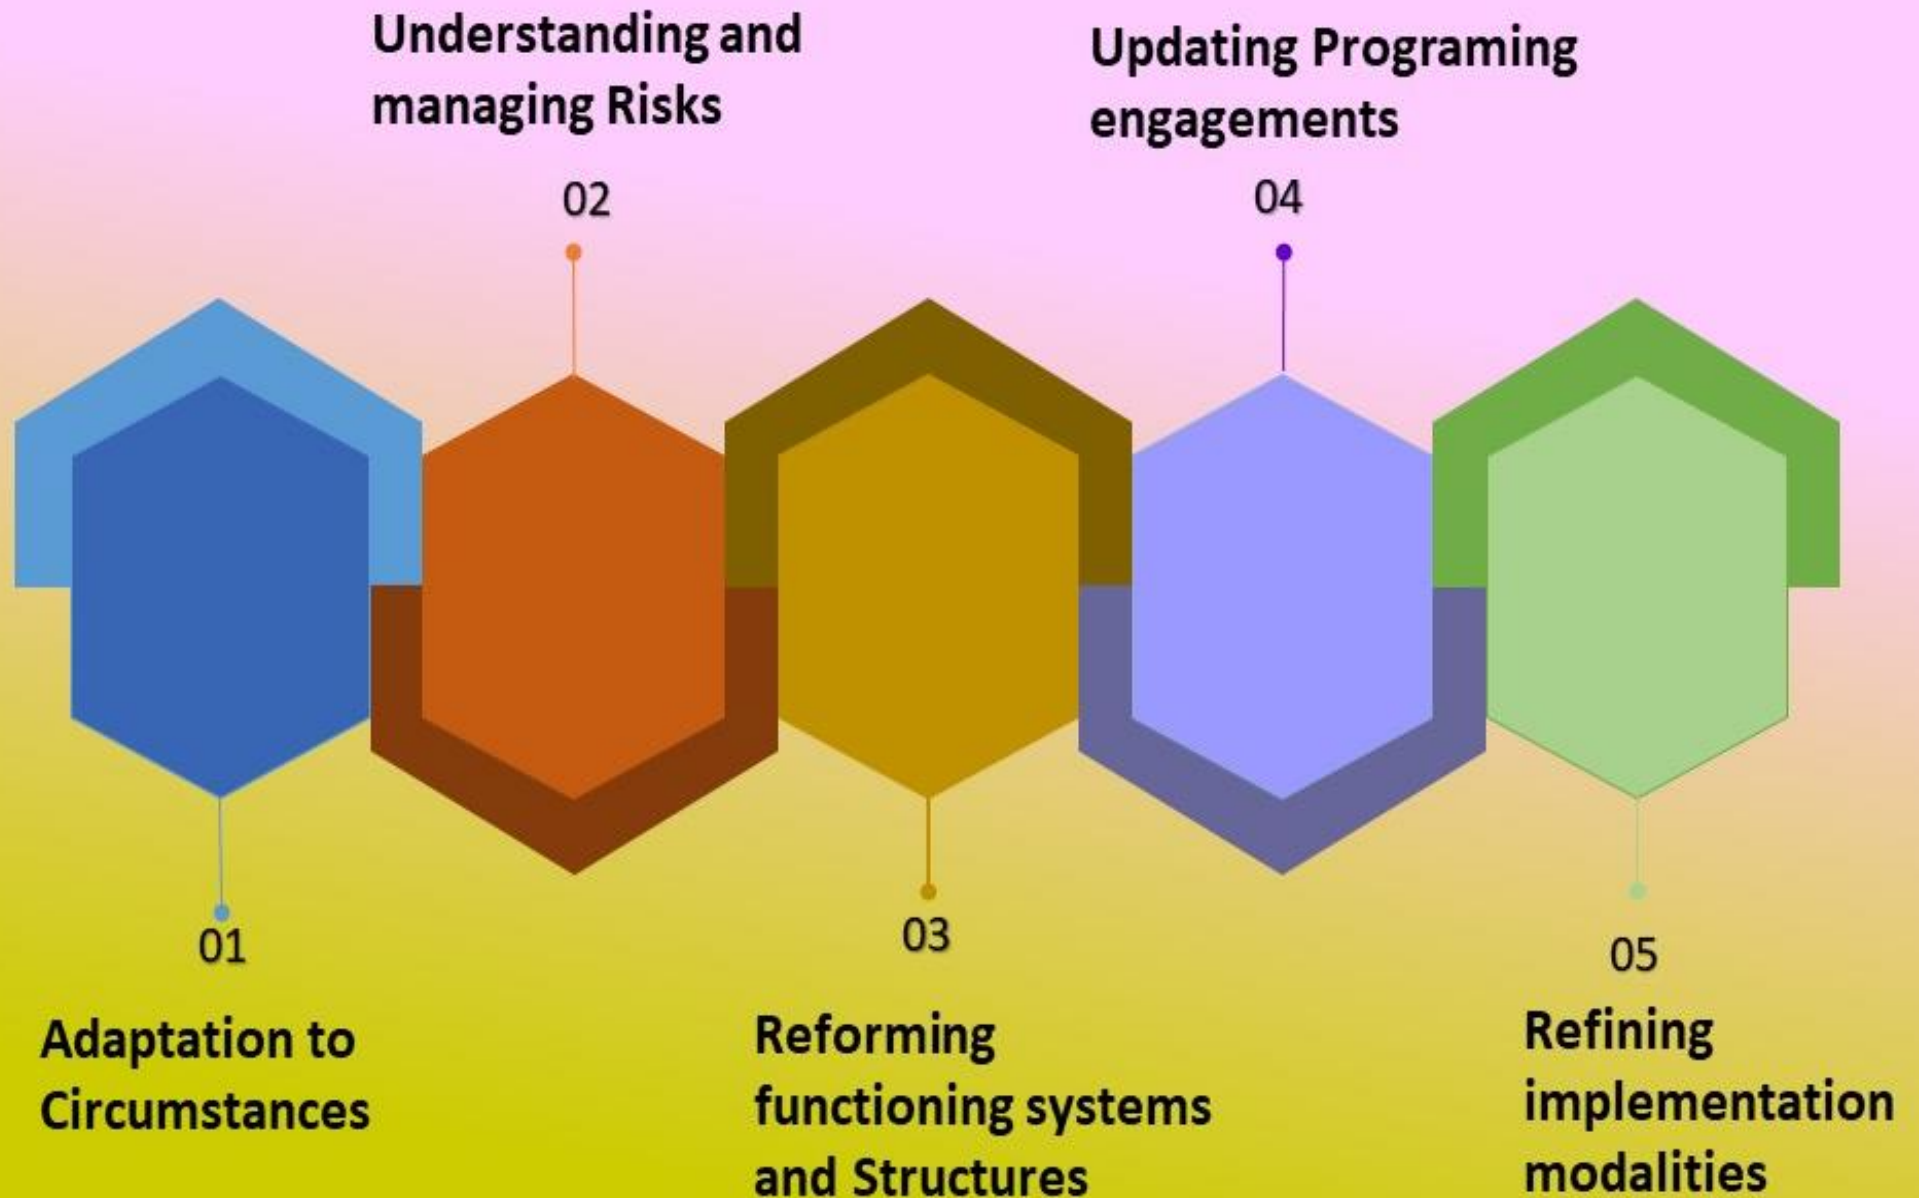 01
Adaptation to
Circumstances
Understanding and
managing Risks
02
03
Reforming
functioning systems
and Structures
Updating Programing
engagements
04
05
Refining
implementation
modalities